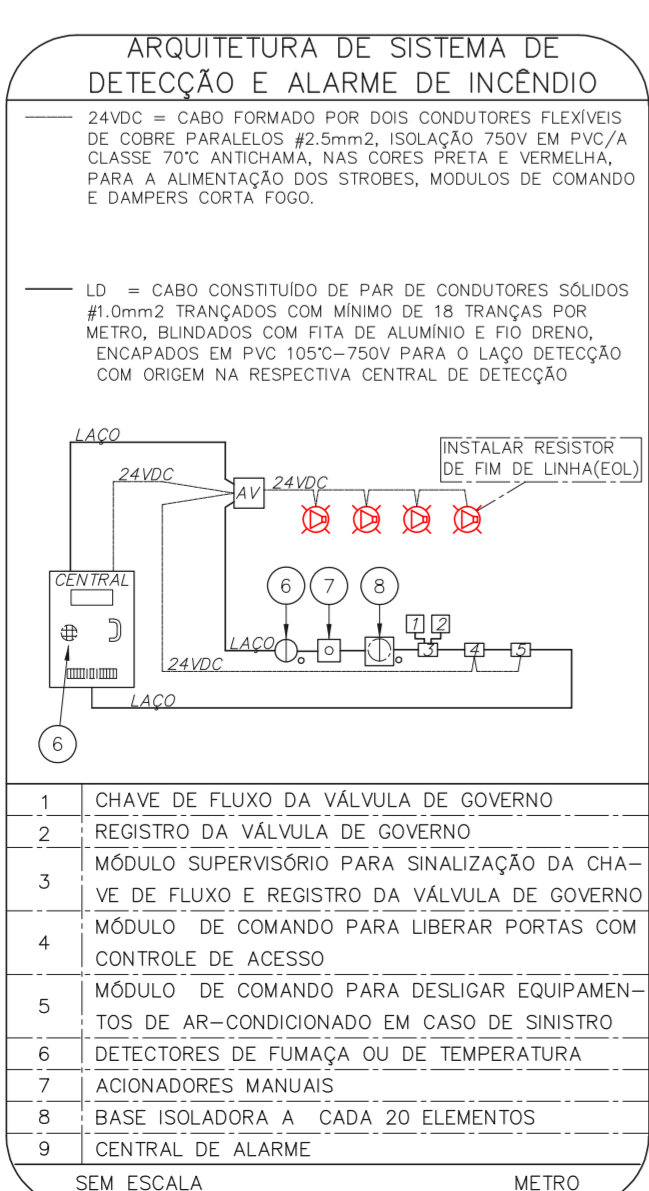 ARQUITETURA DE SISTEMA DE
DETECÇÃO E ALARME DE INCÊNDIO
24VDC = CABO FORMADO POR DOIS CONDUTORES FLEXÍVEIS
DE COBRE PARALELOS #2.5mm2, ISOLAÇÃO 750V EM PVC/A
CLASSE 70°C ANTICHAMA, NAS CORES PRETA E VERMELHA,
PARA A ALIMENTAÇÃO DOS STROBES, MODULOS DE COMANDO
E DAMPERS CORTA FOGO.
LD = CABO CONSTITUÍDO DE PAR DE CONDUTORES SÓLIDOS
#1.0mm2 TRANÇADOS COM MÍNIMO DE 18 TRANÇAS POR
METRO, BLINDADOS COM FITA DE ALUMÍNIO E FIO DRENO,
ENCAPADOS EM PVC 105°C-750V PARA O LAÇO DETECÇÃO
COM ORIGEM NA RESPECTIVA CENTRAL DE DETECÇÃO
LAÇO
INSTALAR RESISTOR
DE FIM DE LINHA(EOL)
24VDC
AV
24VDC
CENTRAL
6
7
8
1
2
LAÇO
3
4
5
24VDC
LAÇO
6
1 CHAVE DE FLUXO DA VÁLVULA DE GOVERNO
2 REGISTRO DA VÁLVULA DE GOVERNO
3 MÓDULO SUPERVISÓRIO PARA SINALIZAÇÃO DA CHA-
VE DE FLUXO E REGISTRO DA VÁLVULA DE GOVERNO
4 MÓDULO DE COMANDO PARA LIBERAR PORTAS COM
CONTROLE DE ACESSO
5 MÓDULO DE COMANDO PARA DESLIGAR EQUIPAMEN-
TOS DE AR-CONDICIONADO EM CASO DE SINISTRO
6 DETECTORES DE FUMAÇA OU DE TEMPERATURA
7 ACIONADORES MANUAIS
8 BASE ISOLADORA A CADA 20 ELEMENTOS
9 CENTRAL DE ALARME
SEM ESCALA METRO